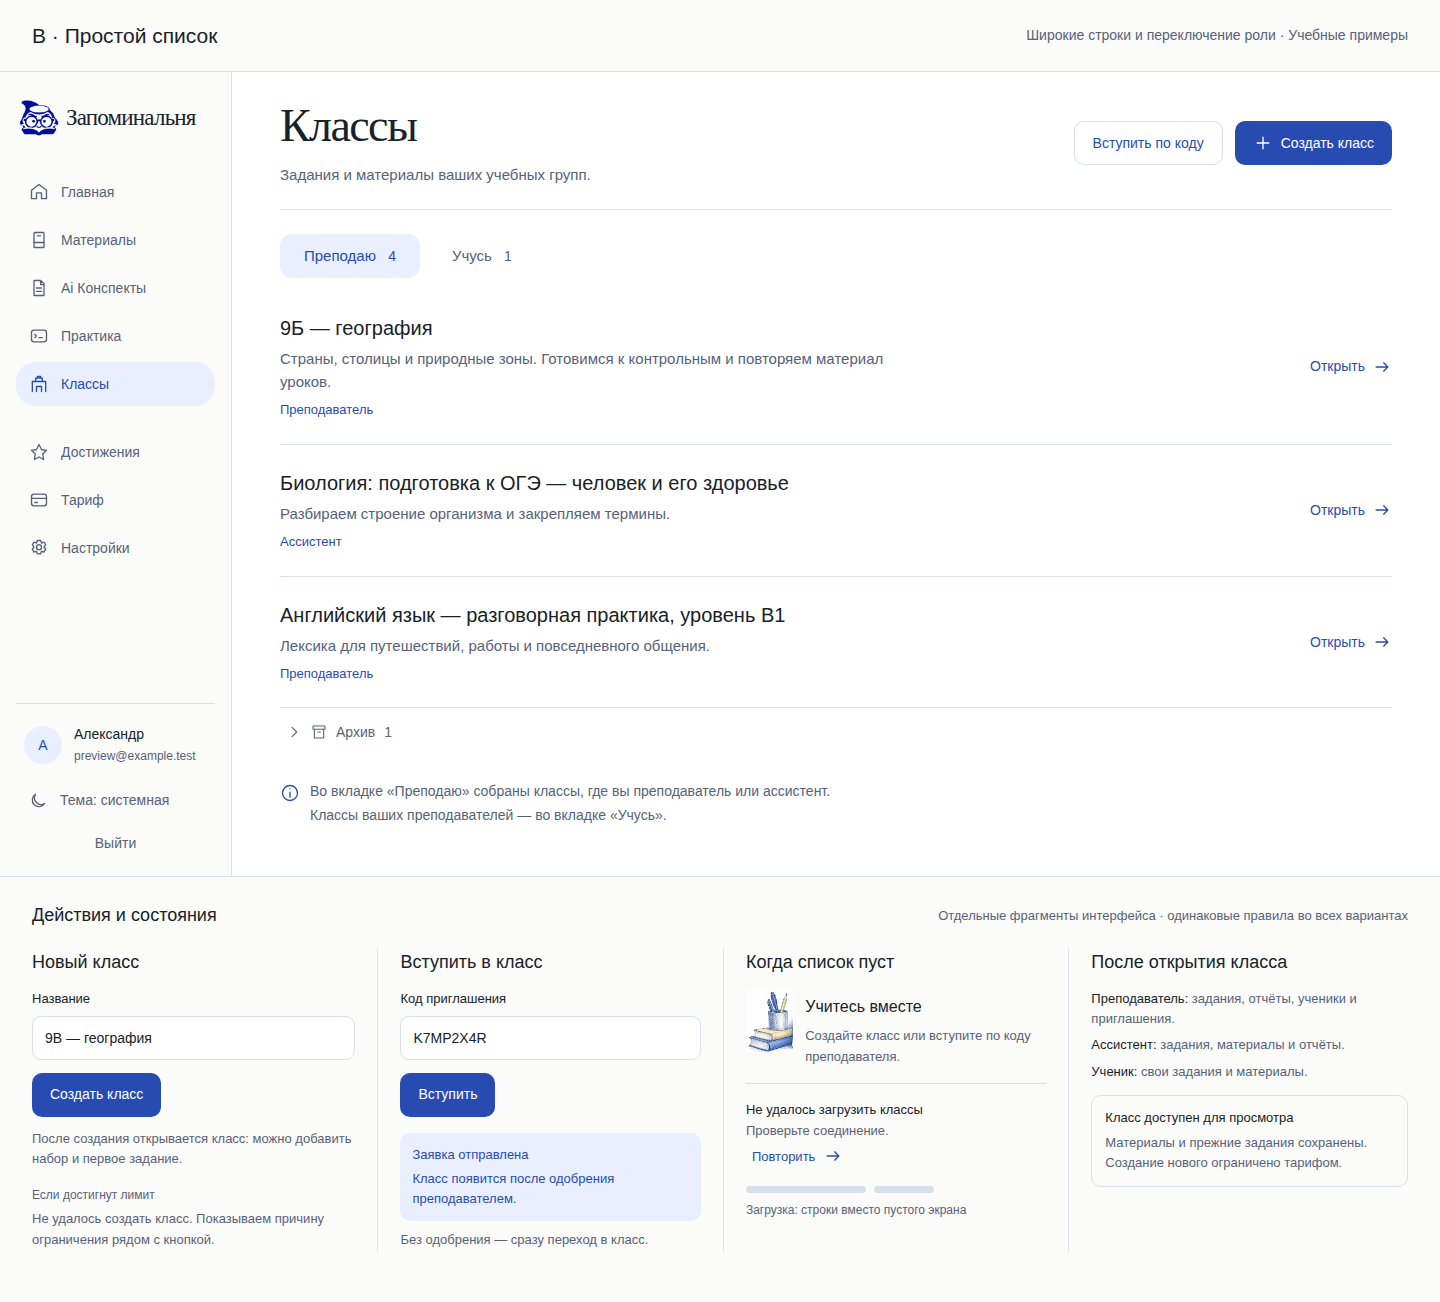 В · Простой список
Широкие строки и переключение роли · Учебные примеры
Запоминальня
Главная
Материалы
Ai Конспекты
Практика
Классы
Достижения
Тариф
Настройки
А
Александр
preview@example.test
Тема: системная
Выйти
Классы
Задания и материалы ваших учебных групп.
Вступить по коду
Создать класс
Преподаю 4
Учусь 1
9Б — география
Страны, столицы и природные зоны. Готовимся к контрольным и повторяем материал
уроков.
Преподаватель
Открыть
Биология: подготовка к ОГЭ — человек и его здоровье
Разбираем строение организма и закрепляем термины.
Ассистент
Открыть
Английский язык — разговорная практика, уровень B1
Лексика для путешествий, работы и повседневного общения.
Преподаватель
Открыть
Архив 1
Во вкладке «Преподаю» собраны классы, где вы преподаватель или ассистент.
Классы ваших преподавателей — во вкладке «Учусь».
Действия и состояния
Отдельные фрагменты интерфейса · одинаковые правила во всех вариантах
Новый класс
Название
9В — география
Создать класс
После создания открывается класс: можно добавить
набор и первое задание.
Если достигнут лимит
Не удалось создать класс. Показываем причину
ограничения рядом с кнопкой.
Вступить в класс
Код приглашения
K7MP2X4R
Вступить
Заявка отправлена
Класс появится после одобрения
преподавателем.
Без одобрения — сразу переход в класс.
Когда список пуст
Учитесь вместе
Создайте класс или вступите по коду
преподавателя.
Не удалось загрузить классы
Проверьте соединение.
Повторить
Загрузка: строки вместо пустого экрана
После открытия класса
Преподаватель: задания, отчёты, ученики и
приглашения.
Ассистент: задания, материалы и отчёты.
Ученик: свои задания и материалы.
Класс доступен для просмотра
Материалы и прежние задания сохранены.
Создание нового ограничено тарифом.